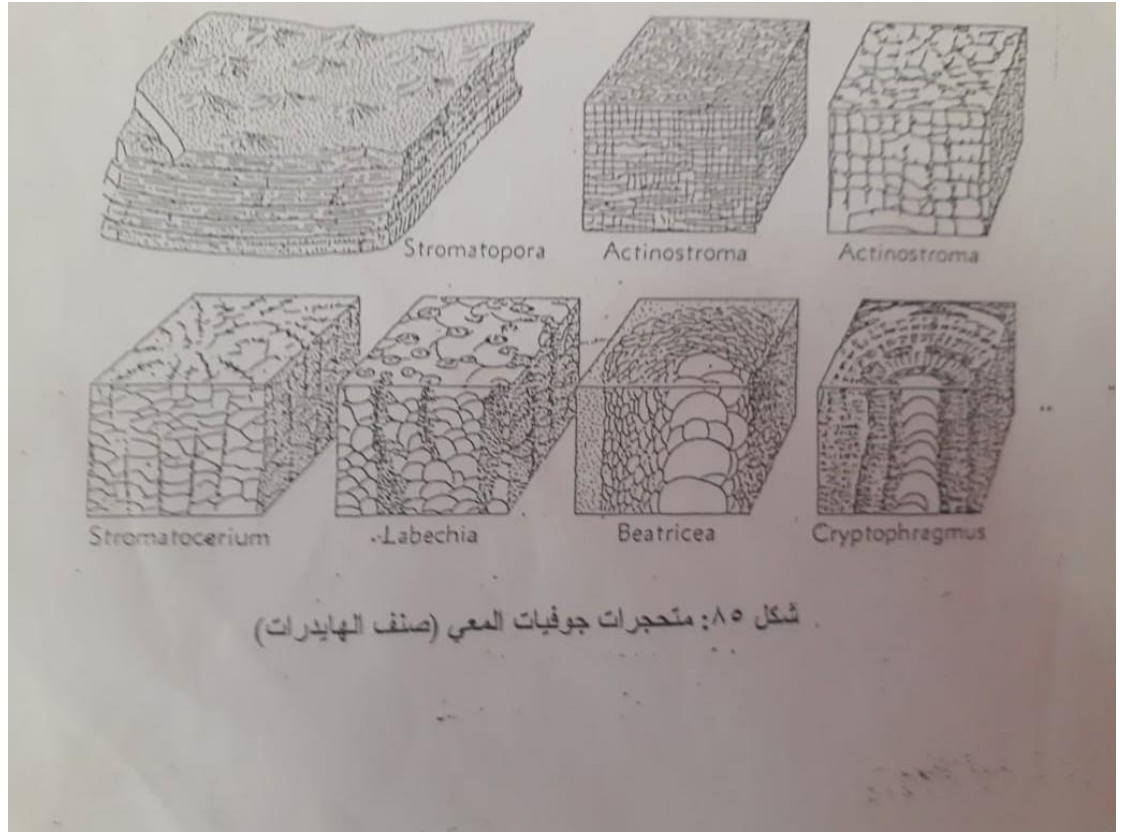 Stromatopora Actinostroma Actinostroma
Stromatocerium Labechia Beatricea Cryptophragmus
شكل ٨٥: متحجرات جوفيات المعي (صنف الهايدرات)